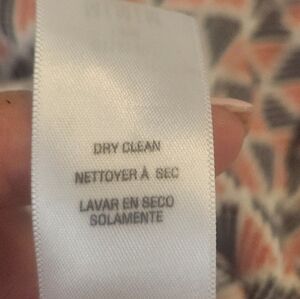 DRY CLEAN
NETTOYER À SEC
LAVAR EN SECO
SOLAMENTE